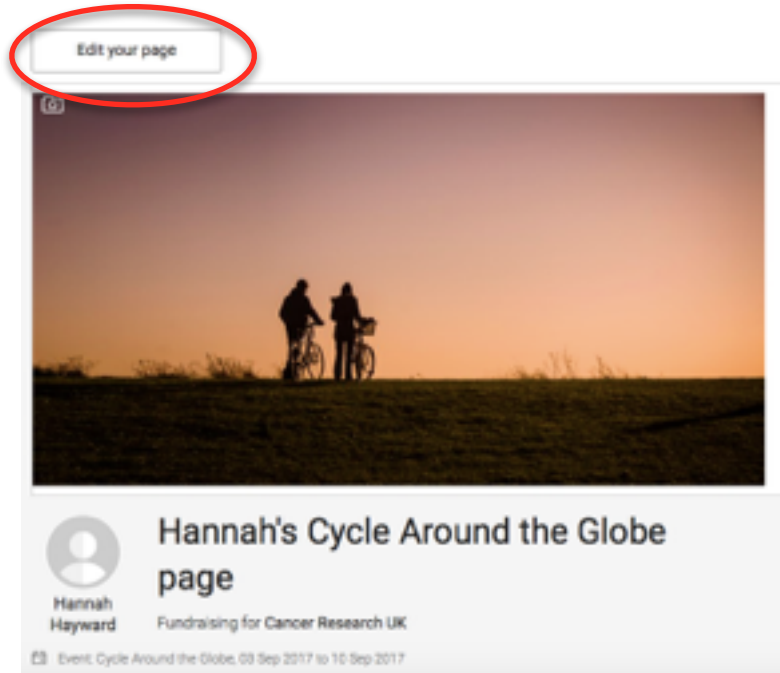 Edit your page
Hannah's Cycle Around the Globe
page
Hannah
Hayward
Fundraising for Cancer Research UK
Event: Cycle Around the Globe, 03 Sep 2017 to 10 Sep 2017